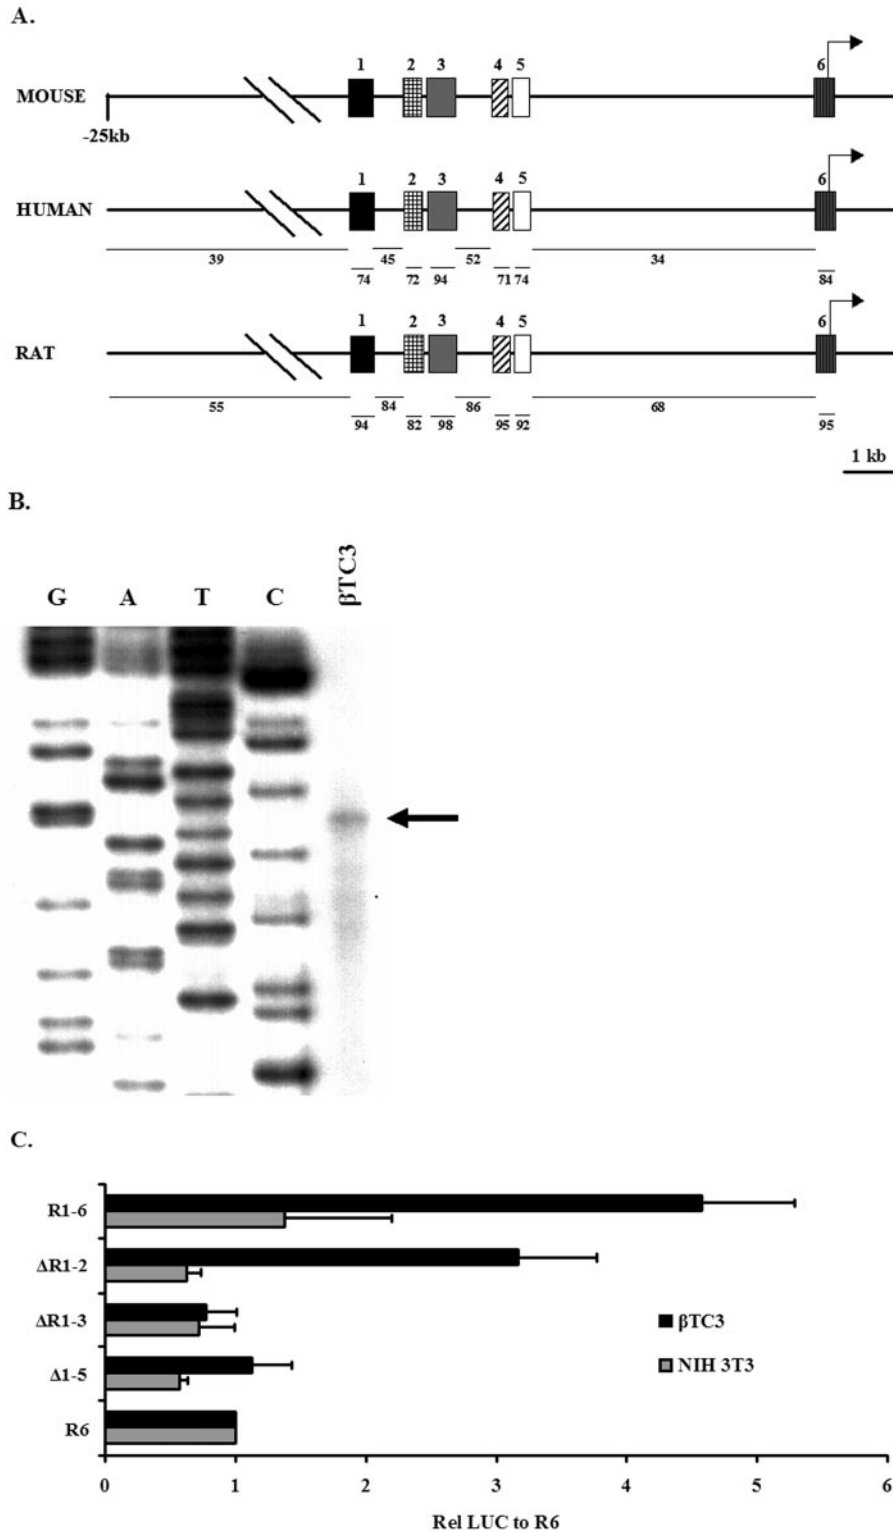 A.
1 2 3 4 5 6
MOUSE
-25kb
1 2 3 4 5 6
HUMAN
39 45 52 34
74 72 94 71 74 84
1 2 3 4 5 6
RAT
55 84 86 68
94 82 98 95 92 95
1 kb
B.
G A T C βTC3
C.
R1-6
ΔR1-2
ΔR1-3
Δ1-5
R6
βTC3
NIH 3T3
0 1 2 3 4 5 6
Rel LUC to R6